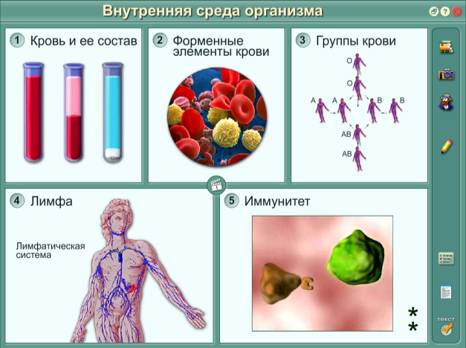 Внутренняя среда организма
1 Кровь и ее состав
2 Форменные
элементы крови
3 Группы крови
O
O
A A B B
AB
AB
4 Лимфа
Лимфатическая
система
5 Иммунитет
* 
*
текст